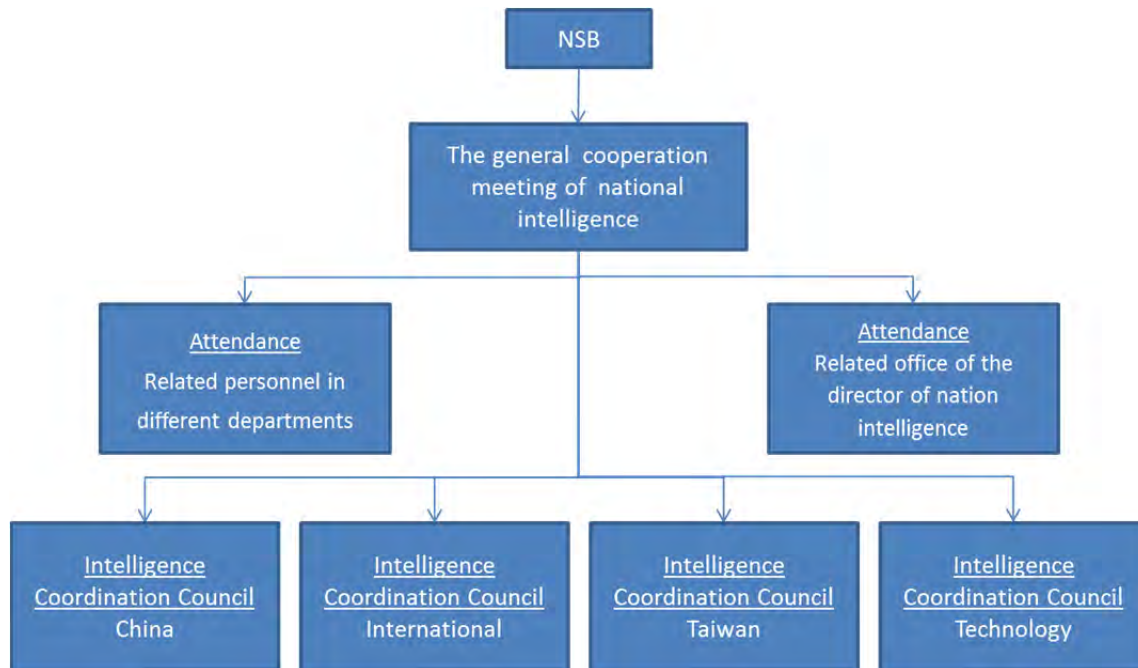 NSB
The general cooperation
meeting of national
intelligence
Attendance
Related personnel in
different departments
Attendance
Related office of the
director of nation
intelligence
Intelligence
Coordination Council
China
Intelligence
Coordination Council
International
Intelligence
Coordination Council
Taiwan
Intelligence
Coordination Council
Technology